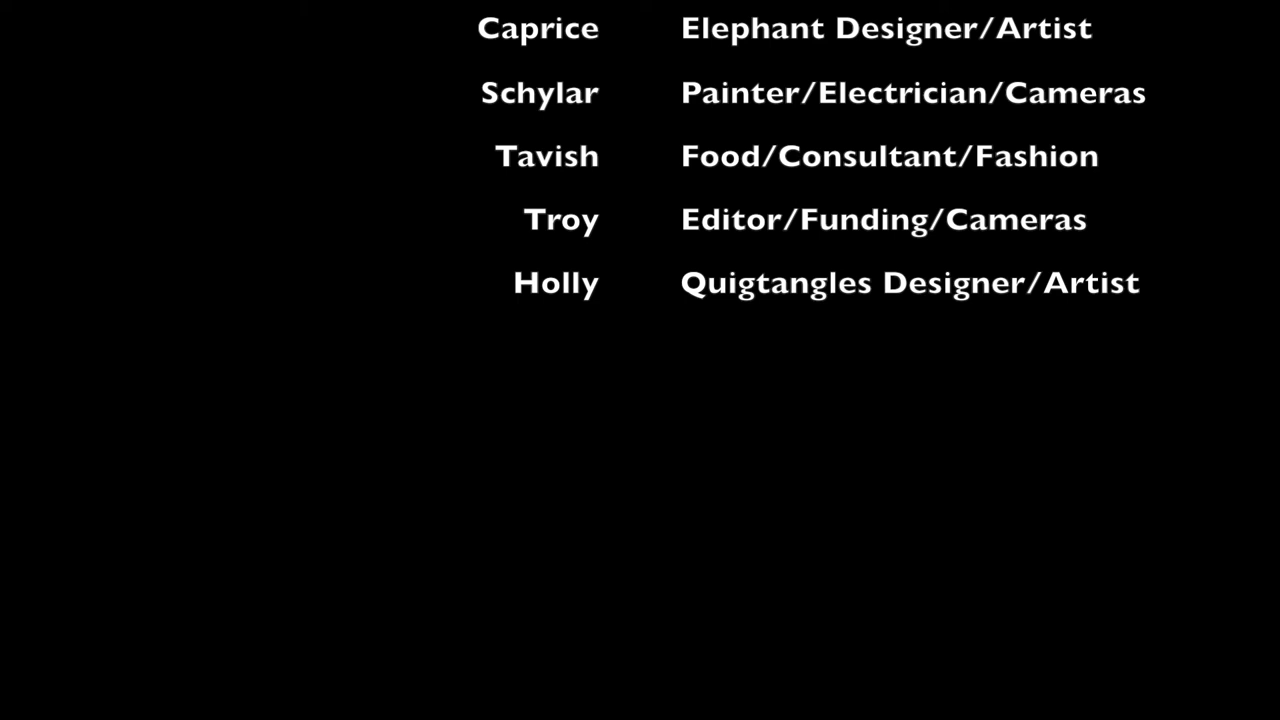 Caprice Elephant Designer/Artist
Schylar Painter/Electrician/Cameras
Tavish Food/Consultant/Fashion
Troy Editor/Funding/Cameras
Holly Quigtangles Designer/Artist